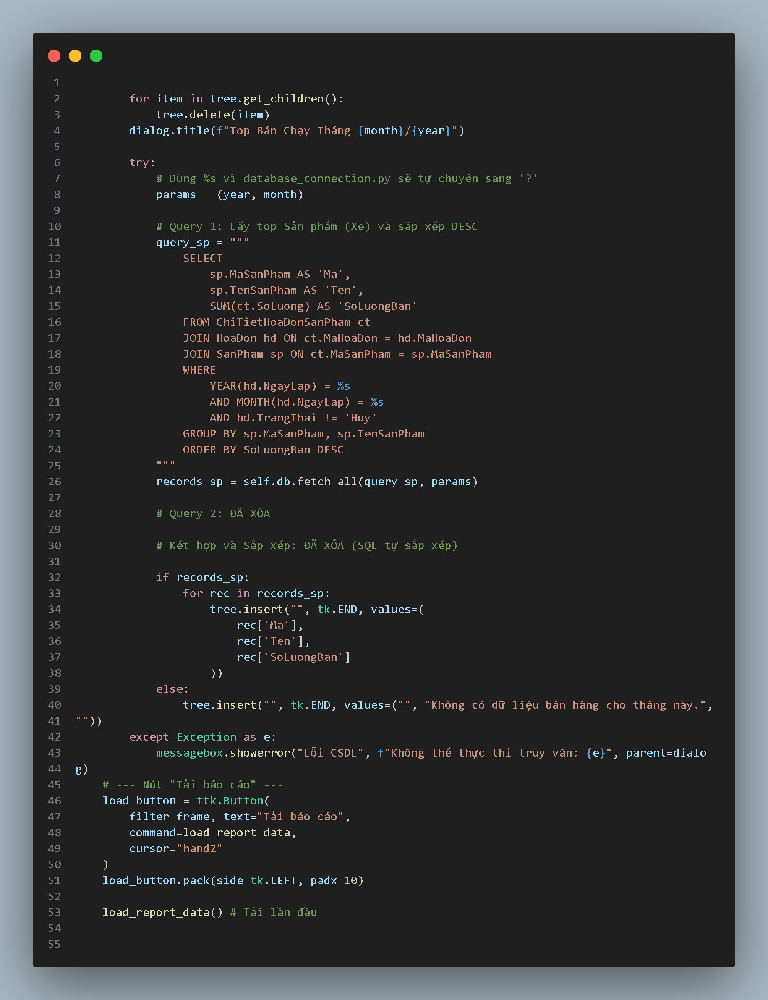 1
2 for item in tree.get_children():
3 tree.delete(item)
4 dialog.title(f"Top Bán Chạy Tháng {month}/{year}")
5
6 try:
7 # Dùng %s vì database_connection.py sẽ tự chuyển sang '?'
8 params = (year, month)
9
10 # Query 1: Lấy top Sản phẩm (Xe) và sắp xếp DESC
11 query_sp = """
12 SELECT
13 sp.MaSanPham AS 'Ma',
14 sp.TenSanPham AS 'Ten',
15 SUM(ct.SoLuong) AS 'SoLuongBan'
16 FROM ChiTietHoaDonSanPham ct
17 JOIN HoaDon hd ON ct.MaHoaDon = hd.MaHoaDon
18 JOIN SanPham sp ON ct.MaSanPham = sp.MaSanPham
19 WHERE
20 YEAR(hd.NgayLap) = %s
21 AND MONTH(hd.NgayLap) = %s
22 AND hd.TrangThai != 'Huy'
23 GROUP BY sp.MaSanPham, sp.TenSanPham
24 ORDER BY SoLuongBan DESC
25 """
26 records_sp = self.db.fetch_all(query_sp, params)
27
28 # Query 2: ĐÃ XÓA
29
30 # Kết hợp và Sắp xếp: ĐÃ XÓA (SQL tự sắp xếp)
31
32 if records_sp:
33 for rec in records_sp:
34 tree.insert("", tk.END, values=(
35 rec['Ma'],
36 rec['Ten'],
37 rec['SoLuongBan']
38 ))
39 else:
40 tree.insert("", tk.END, values=("", "Không có dữ liệu bán hàng cho tháng này.",
41 ""))
42 except Exception as e:
43 messagebox.showerror("Lỗi CSDL", f"Không thể thực thi truy vấn: {e}", parent=dialo
44 g)
45 # --- Nút "Tải báo cáo" ---
46 load_button = ttk.Button(
47 filter_frame, text="Tải báo cáo",
48 command=load_report_data,
49 cursor="hand2"
50 )
51 load_button.pack(side=tk.LEFT, padx=10)
52
53 load_report_data() # Tải lần đầu
54
55